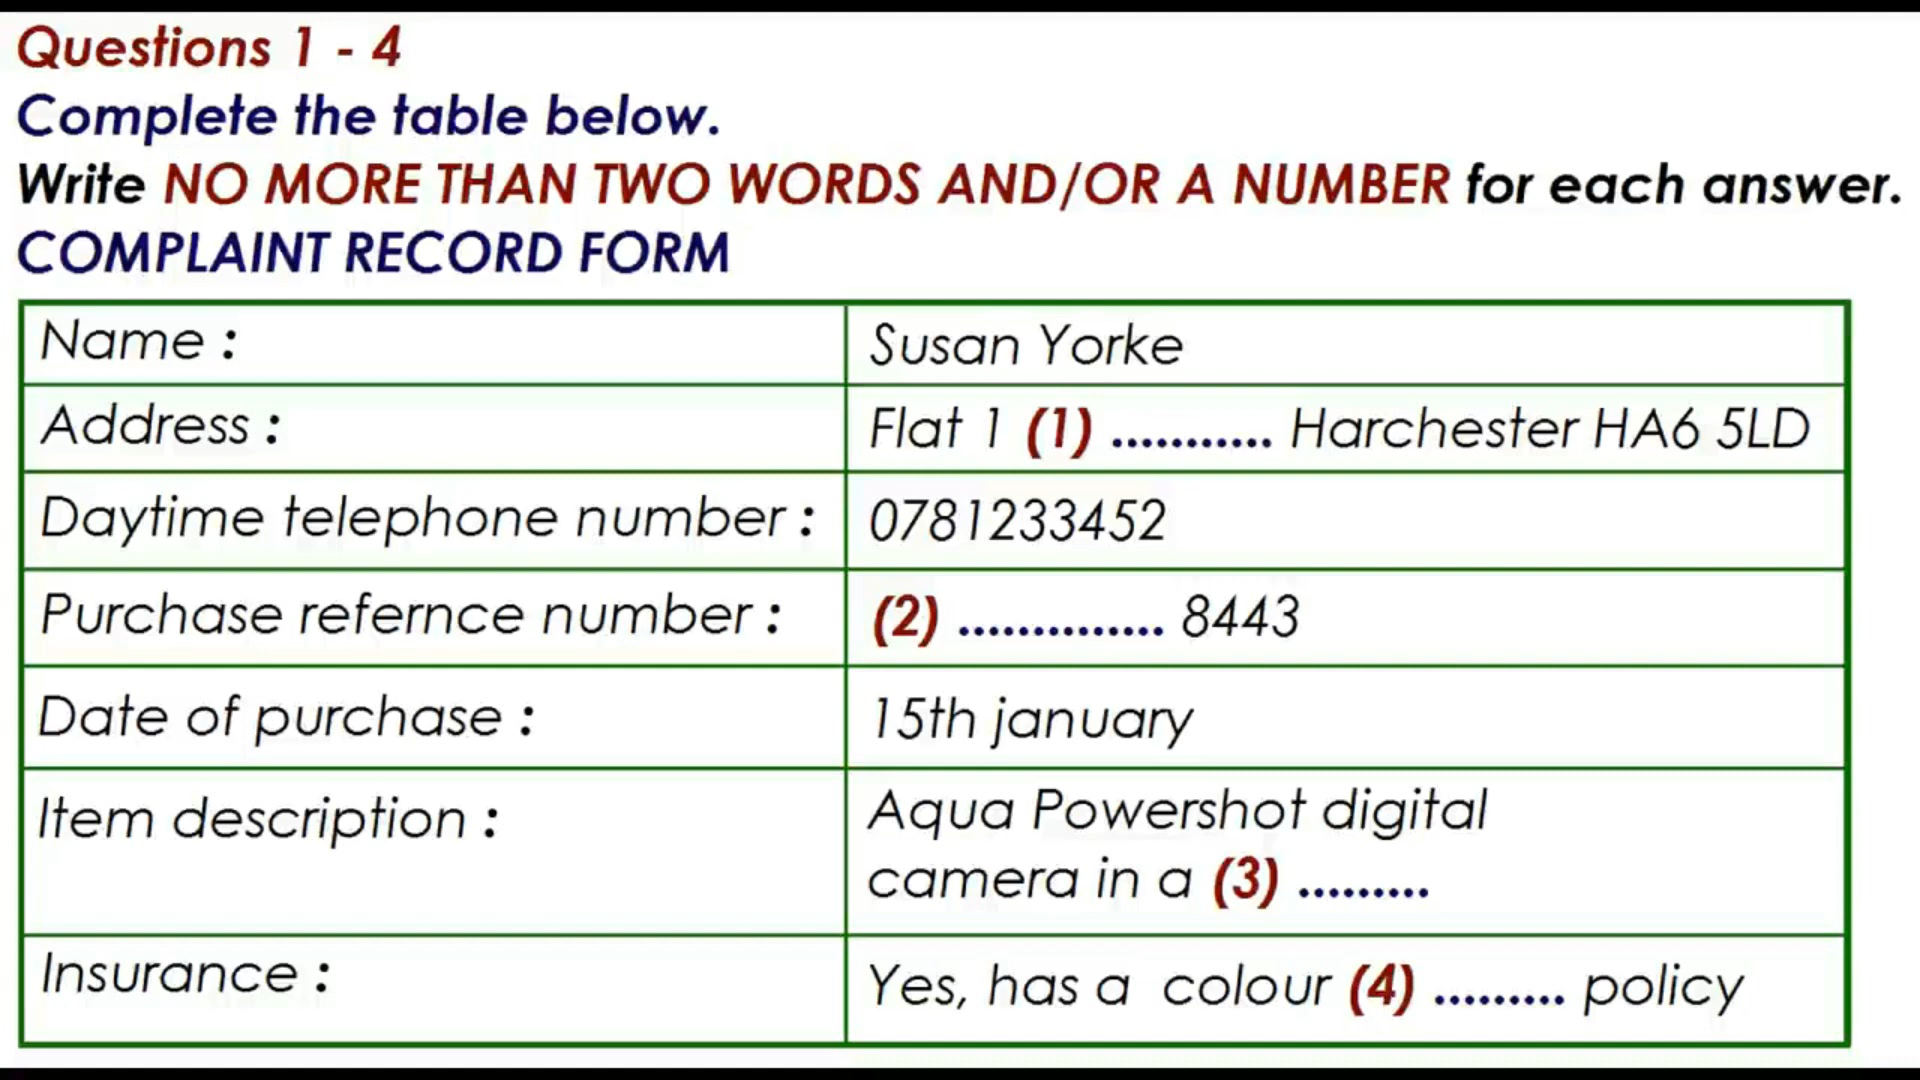 Questions 1 - 4
Complete the table below.
Write NO MORE THAN TWO WORDS AND/OR A NUMBER for each answer.
COMPLAINT RECORD FORM
Name : Susan Yorke
Address : Flat 1 (1) ........... Harchester HA6 5LD
Daytime telephone number : 0781233452
Purchase refernce number : (2) .............. 8443
Date of purchase : 15th january
Item description : Aqua Powershot digital
camera in a (3) .........
Insurance : Yes, has a colour (4) ......... policy